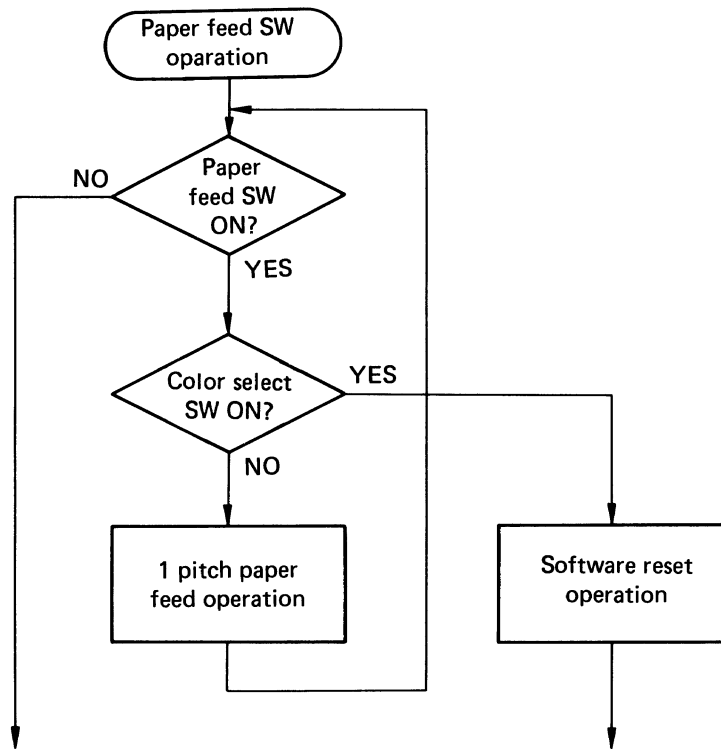 Paper feed SW
oparation
Paper
feed SW
ON?
NO
YES
Color select
SW ON?
YES
NO
1 pitch paper
feed operation
Software reset
operation